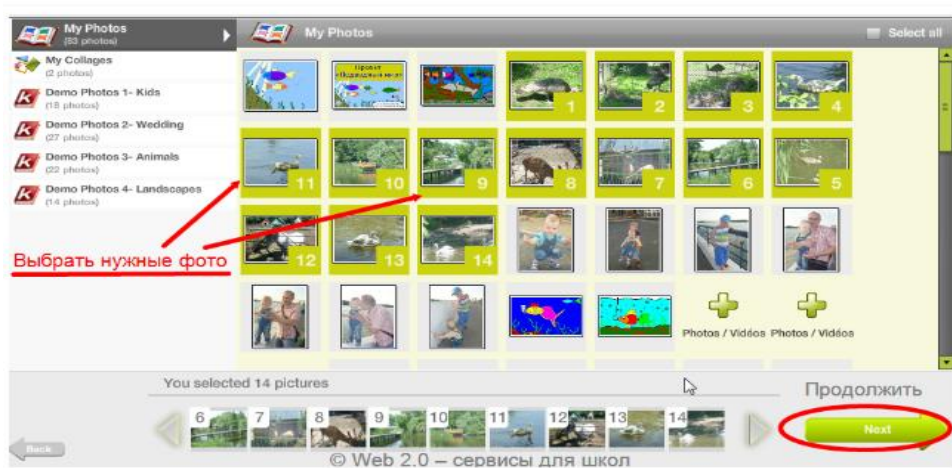 My Photos
(83 photos)
My Photos
Select all
My Collages
(2 photos)
Demo Photos 1- Kids
(18 photos)
Demo Photos 2- Wedding
(27 photos)
Demo Photos 3- Animals
(22 photos)
Demo Photos 4- Landscapes
(14 photos)
Проект
1
2
3
4
11
10
9
8
7
6
5
12
13
14
Выбрать нужные фото
Photos / Vidéos
Photos / Vidéos
You selected 14 pictures
Продолжить
6
7
8
9
10
11
12
13
14
Next
Back
© Web 2.0 – сервисы для школ